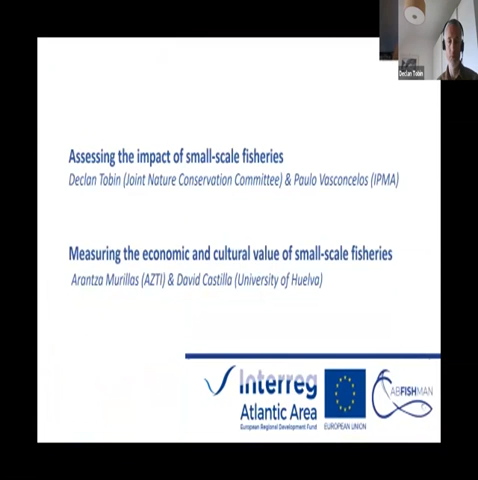 Declan Tobin
Assessing the impact of small-scale fisheries
Declan Tobin (Joint Nature Conservation Committee) & Paulo Vasconcelos (IPMA)
Measuring the economic and cultural value of small-scale fisheries
Arantza Murillas (AZTI) & David Castilla (University of Huelva)
Interreg
Atlantic Area
European Regional Development Fund
EUROPEAN UNION
CABFISHMAN